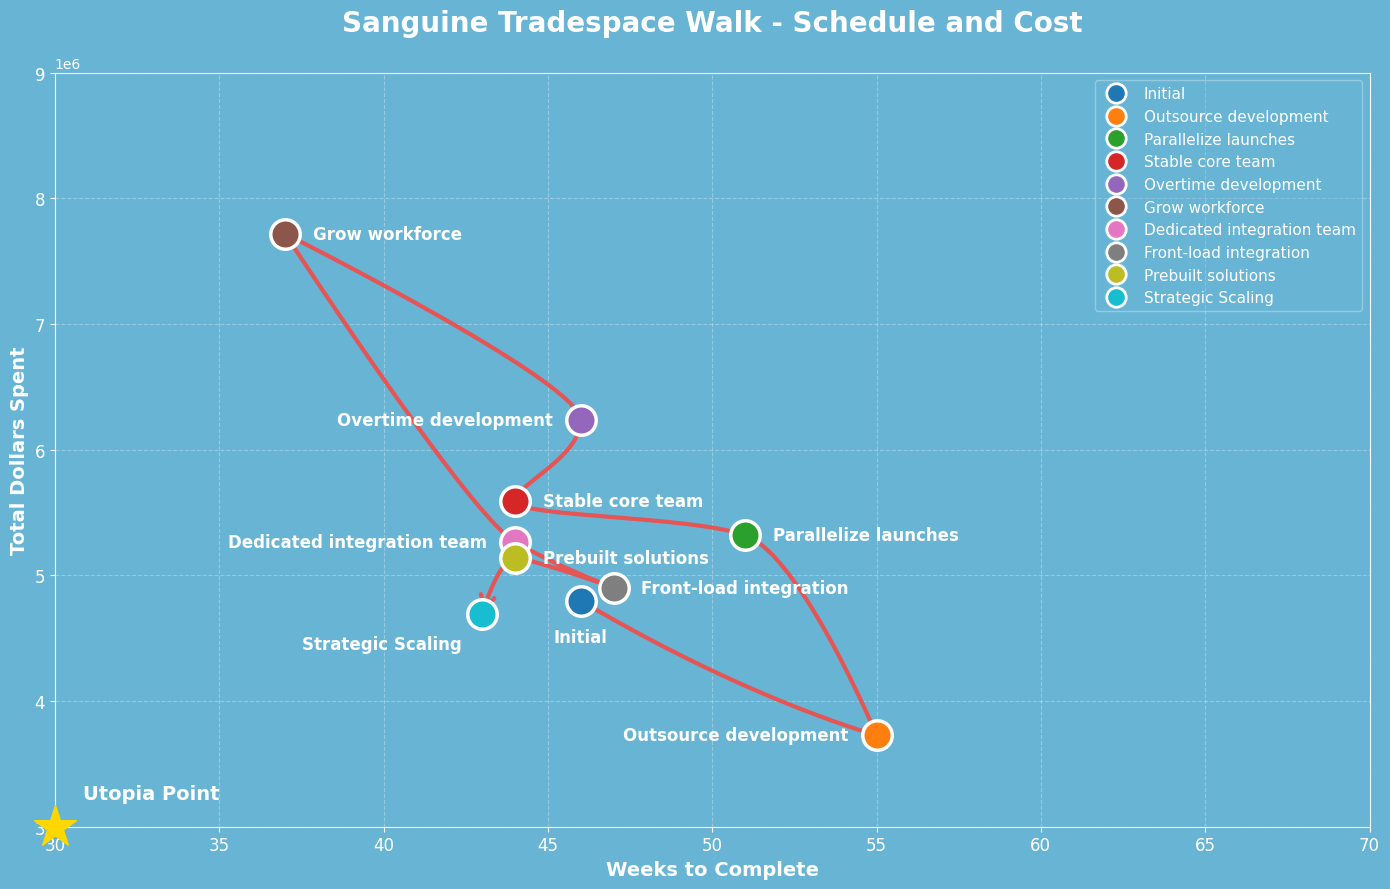 Sanguine Tradespace Walk - Schedule and Cost
1e6
9
8
7
6
5
4
3
Total Dollars Spent
Initial
Outsource development
Parallelize launches
Stable core team
Overtime development
Grow workforce
Dedicated integration team
Front-load integration
Prebuilt solutions
Strategic Scaling
Grow workforce
Overtime development
Stable core team
Parallelize launches
Dedicated integration team
Prebuilt solutions
Front-load integration
Initial
Strategic Scaling
Outsource development
Utopia Point
30 35 40 45 50 55 60 65 70
Weeks to Complete